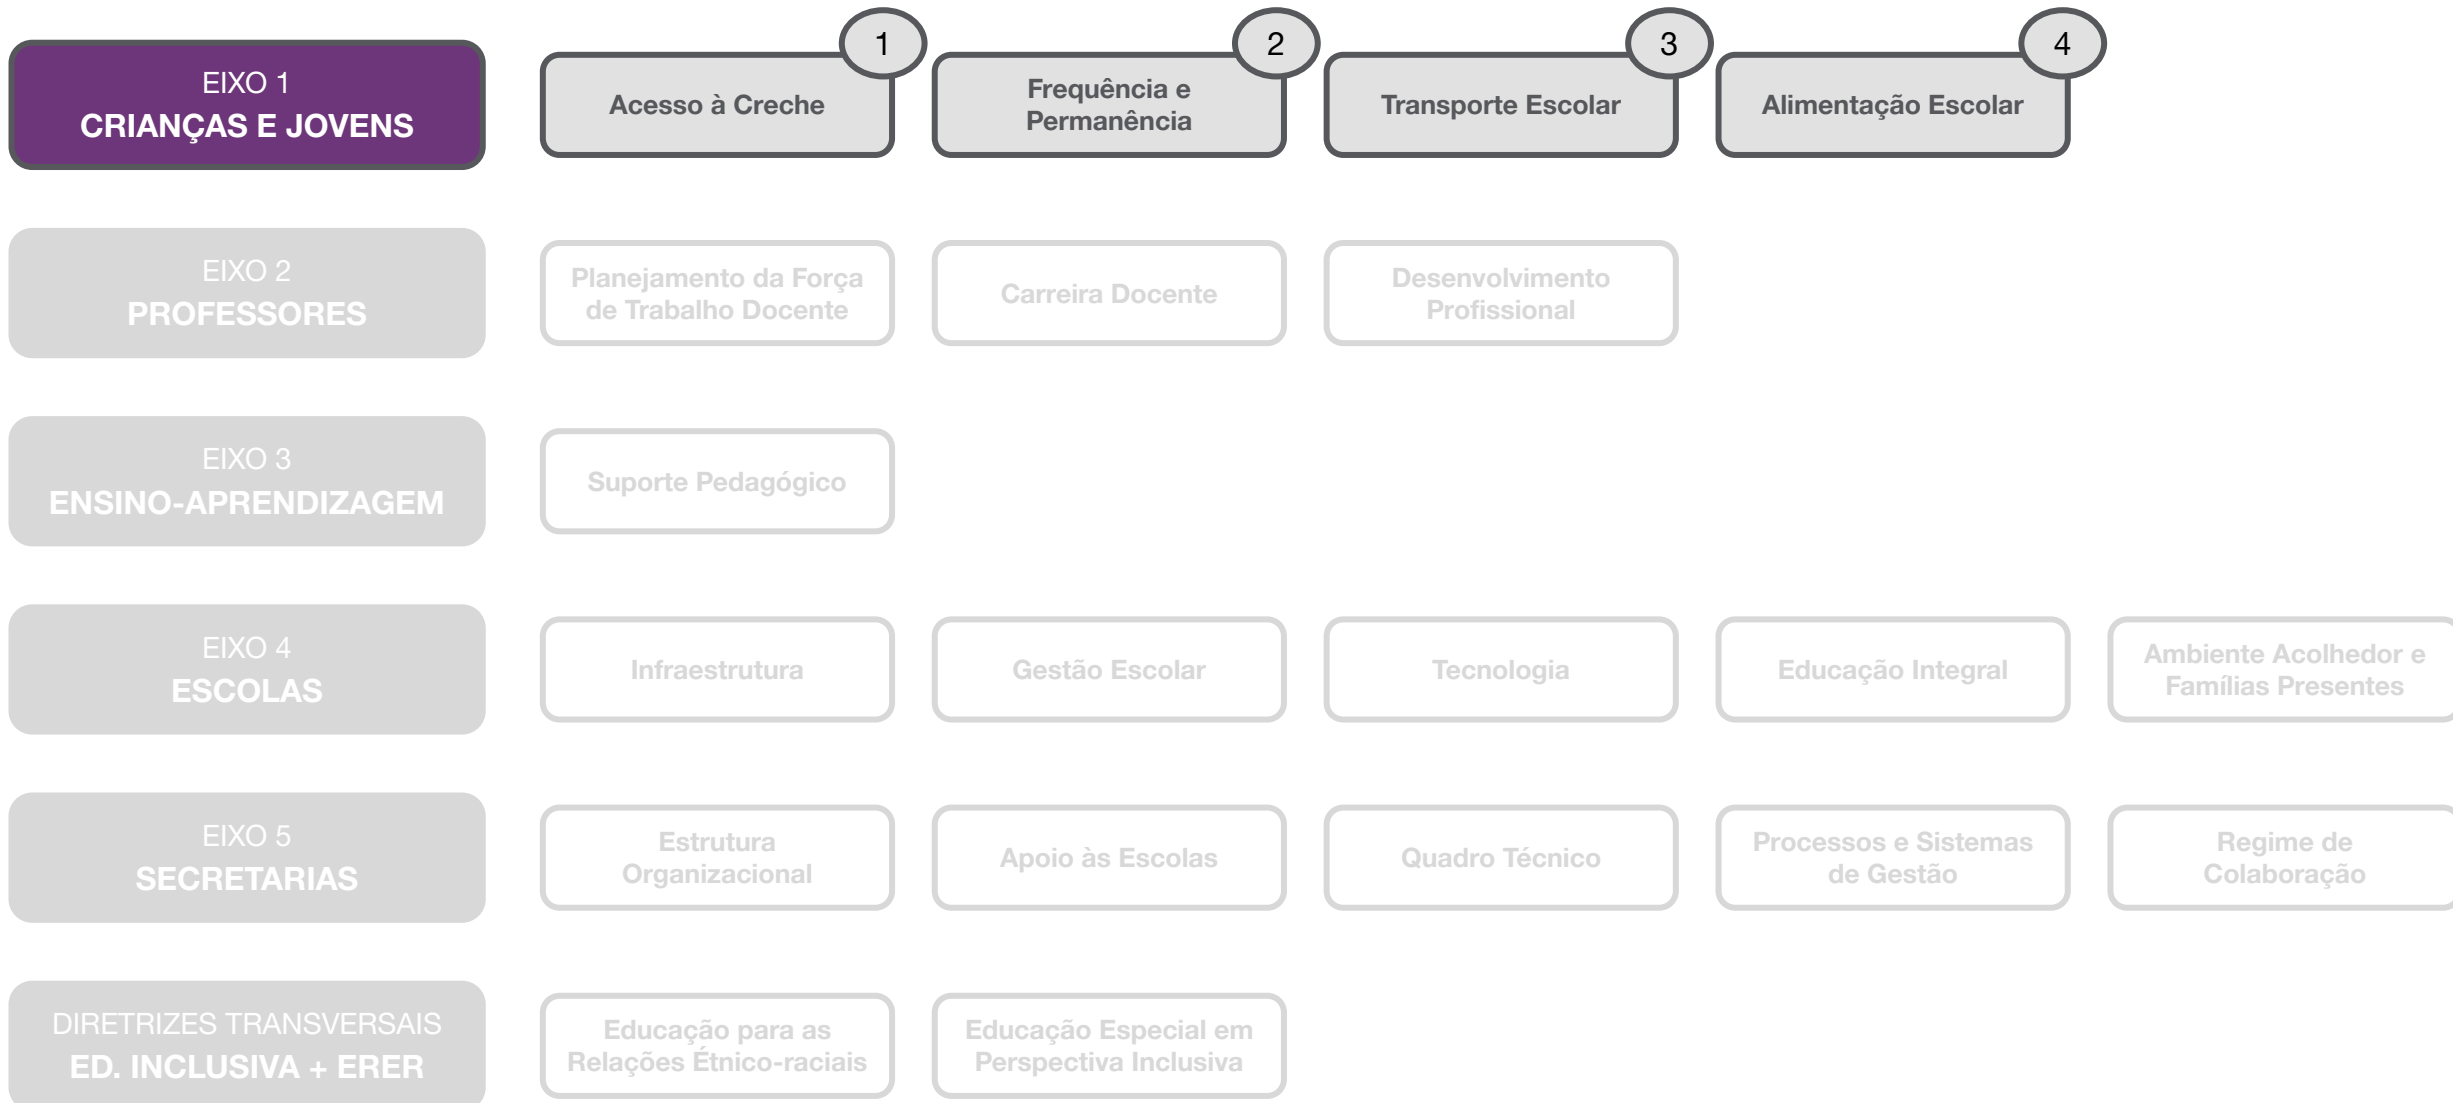 EIXO 1
CRIANÇAS E JOVENS
1
Acesso à Creche
2
Frequência e
Permanência
3
Transporte Escolar
4
Alimentação Escolar
EIXO 2
PROFESSORES
Planejamento da Força
de Trabalho Docente
Carreira Docente
Desenvolvimento
Profissional
EIXO 3
ENSINO-APRENDIZAGEM
Suporte Pedagógico
EIXO 4
ESCOLAS
Infraestrutura
Gestão Escolar
Tecnologia
Educação Integral
Ambiente Acolhedor e
Famílias Presentes
EIXO 5
SECRETARIAS
Estrutura
Organizacional
Apoio às Escolas
Quadro Técnico
Processos e Sistemas
de Gestão
Regime de
Colaboração
DIRETRIZES TRANSVERSAIS
ED. INCLUSIVA + ERER
Educação para as
Relações Étnico-raciais
Educação Especial em
Perspectiva Inclusiva